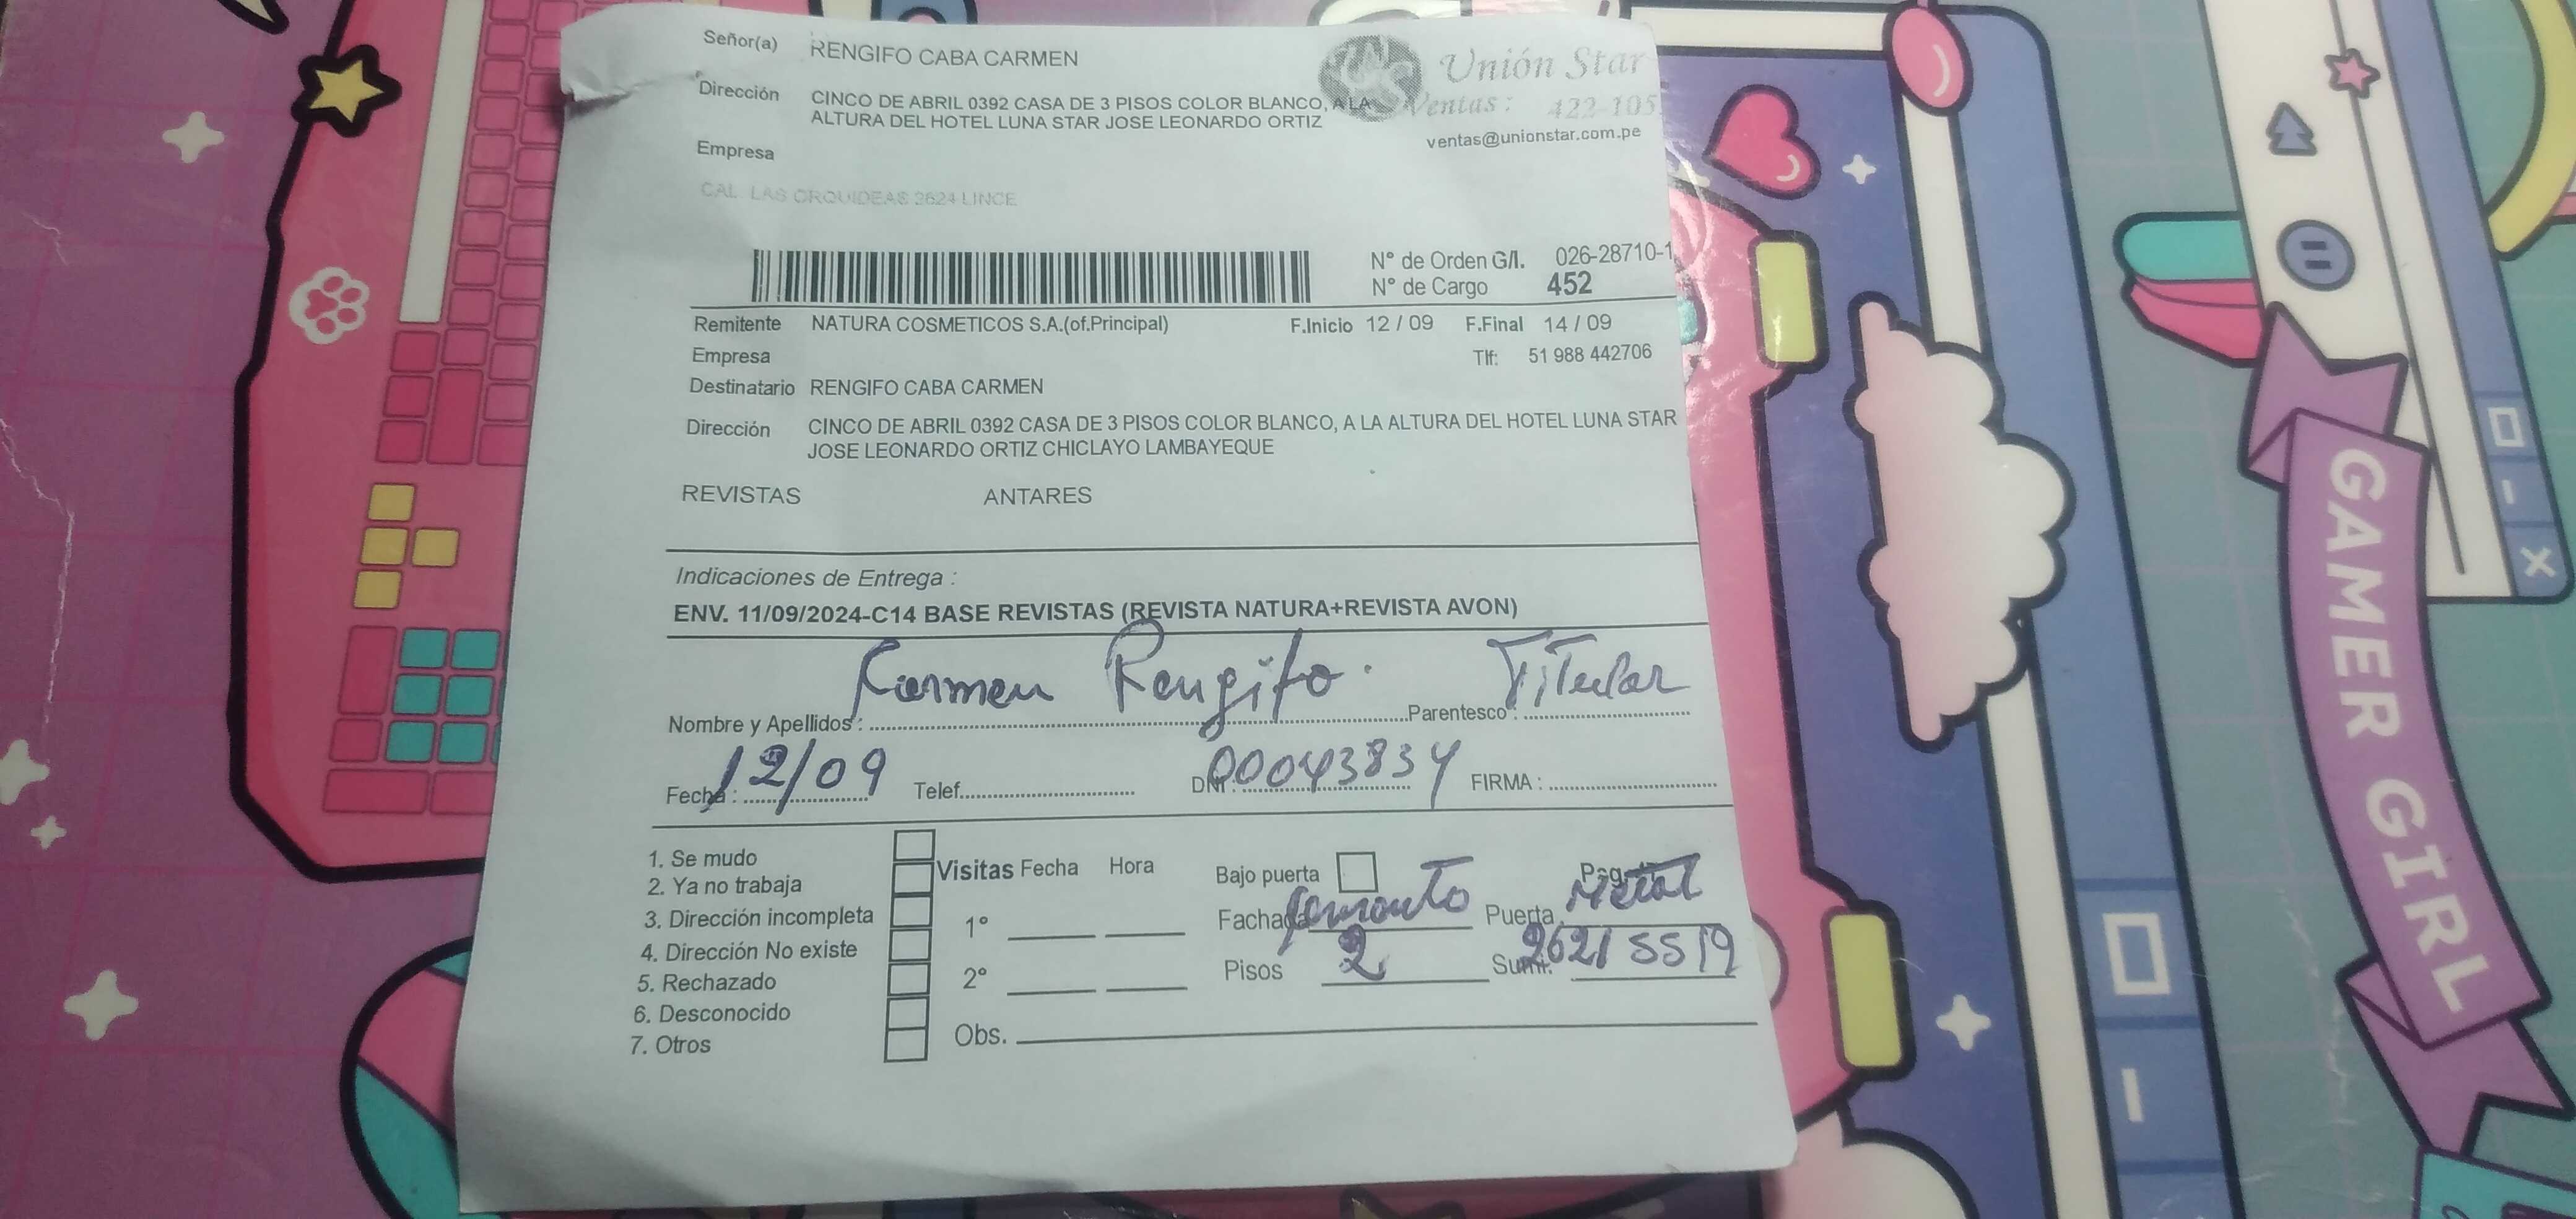 Señor(a) RENGIFO CABA CARMEN
Unión Star
Dirección CINCO DE ABRIL 0392 CASA DE 3 PISOS COLOR BLANCO, A LA
ALTURA DEL HOTEL LUNA STAR JOSE LEONARDO ORTIZ
Ventas: 422-105
ventas@unionstar.com.pe
Empresa
CAL. LAS ORQUIDEAS 2624 LINCE
N° de Orden G/I. 026-28710-1
N° de Cargo 452
Remitente NATURA COSMETICOS S.A.(of.Principal) F.Inicio 12 / 09 F.Final 14 / 09
Empresa Tlf: 51 988 442706
Destinatario RENGIFO CABA CARMEN
Dirección CINCO DE ABRIL 0392 CASA DE 3 PISOS COLOR BLANCO, A LA ALTURA DEL HOTEL LUNA STAR
JOSE LEONARDO ORTIZ CHICLAYO LAMBAYEQUE
REVISTAS ANTARES
Indicaciones de Entrega :
ENV. 11/09/2024-C14 BASE REVISTAS (REVISTA NATURA+REVISTA AVON)
Nombre y Apellidos : Karmen Rengifo. Parentesco : Titular
Fecha : 12/09 Telef. DNI : 00043834 FIRMA :
1. Se mudo
2. Ya no trabaja
3. Dirección incompleta
4. Dirección No existe
5. Rechazado
6. Desconocido
7. Otros
Visitas Fecha Hora
1°
2°
Obs.
Bajo puerta
Fachada Puerta Metal
Pisos 2 Sumi. 26215519
GAMER GIRL